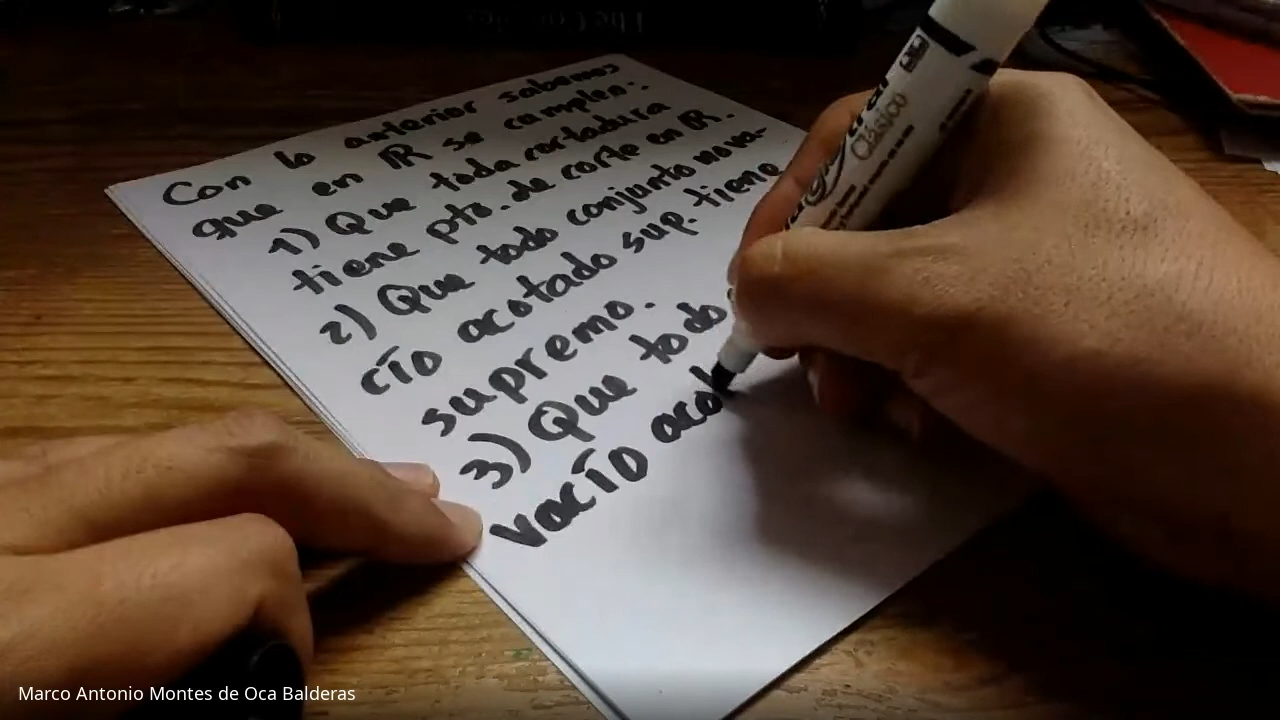 Con lo anterior sabemos
que en ℝ se cumplen:
1) Que toda cortadura
tiene pto. de corte en ℝ.
2) Que todo conjunto no va-
cío acotado sup. tiene
supremo.
3) Que todo
vacío acot
Clásico
Marco Antonio Montes de Oca Balderas